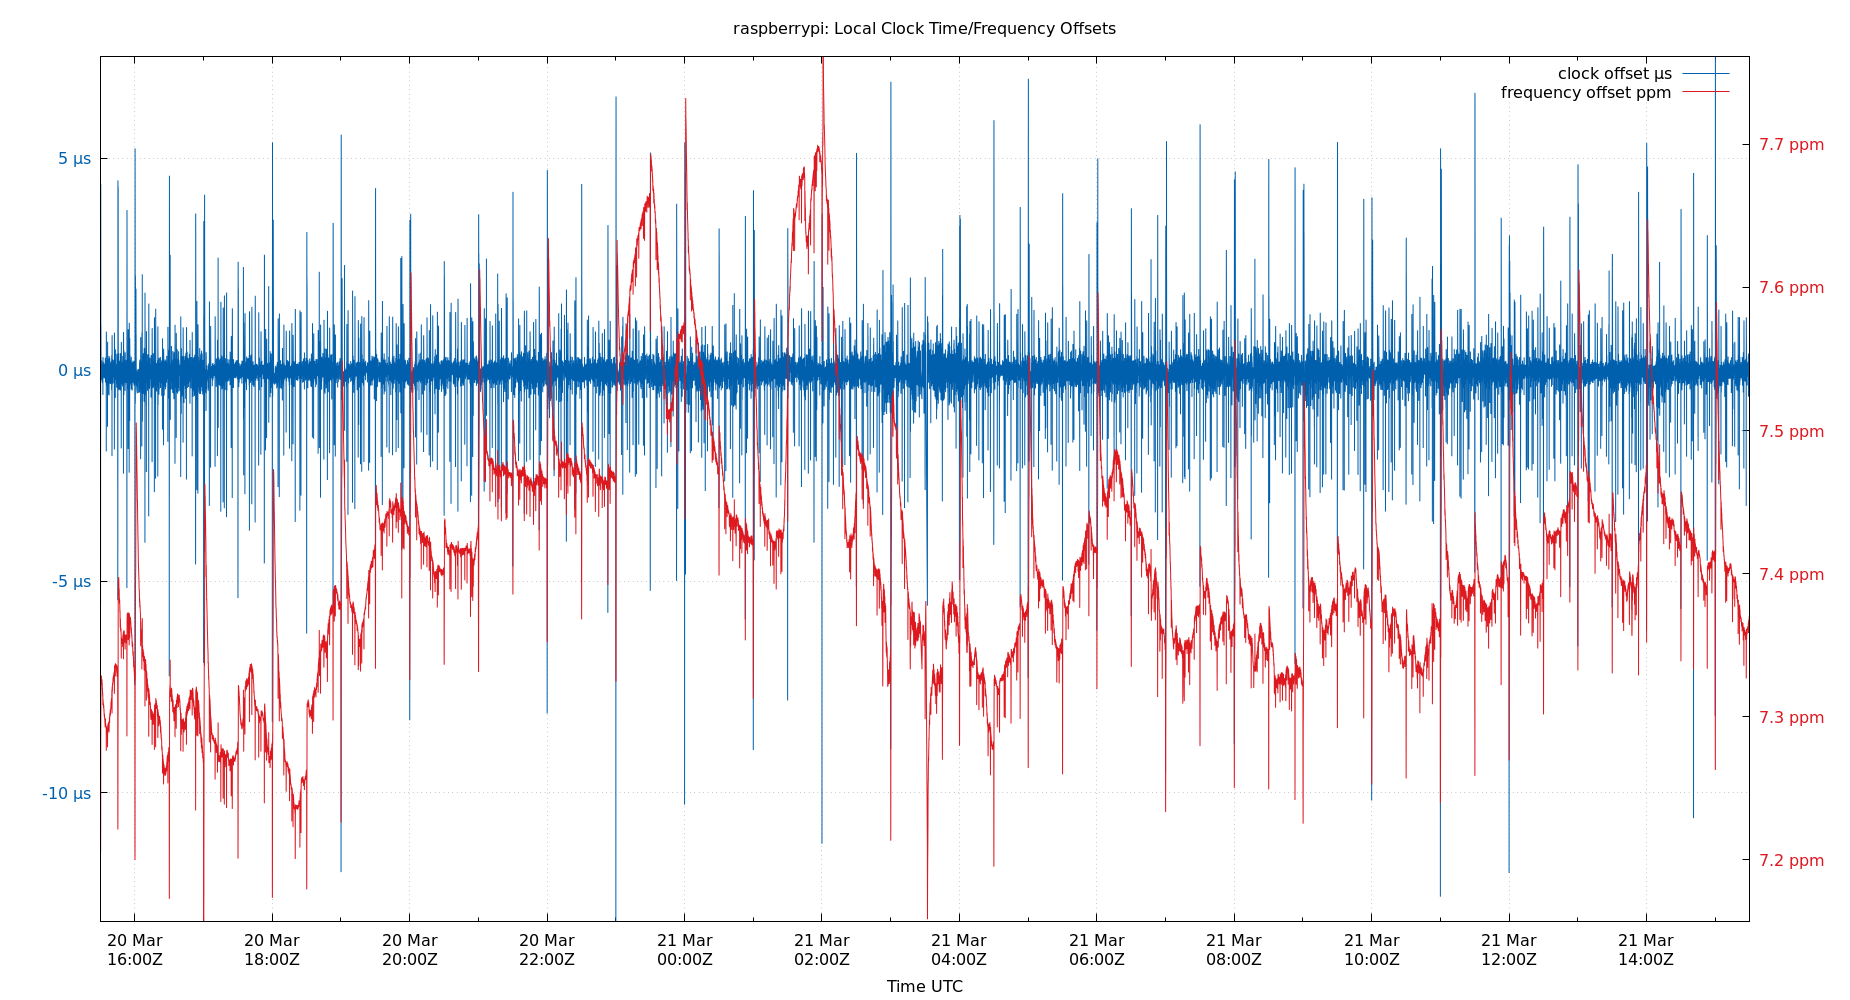 raspberrypi: Local Clock Time/Frequency Offsets
clock offset µs
frequency offset ppm
5 µs
0 µs
-5 µs
-10 µs
7.7 ppm
7.6 ppm
7.5 ppm
7.4 ppm
7.3 ppm
7.2 ppm
20 Mar 20 Mar 20 Mar 20 Mar 21 Mar 21 Mar 21 Mar 21 Mar 21 Mar 21 Mar 21 Mar 21 Mar
16:00Z 18:00Z 20:00Z 22:00Z 00:00Z 02:00Z 04:00Z 06:00Z 08:00Z 10:00Z 12:00Z 14:00Z
Time UTC